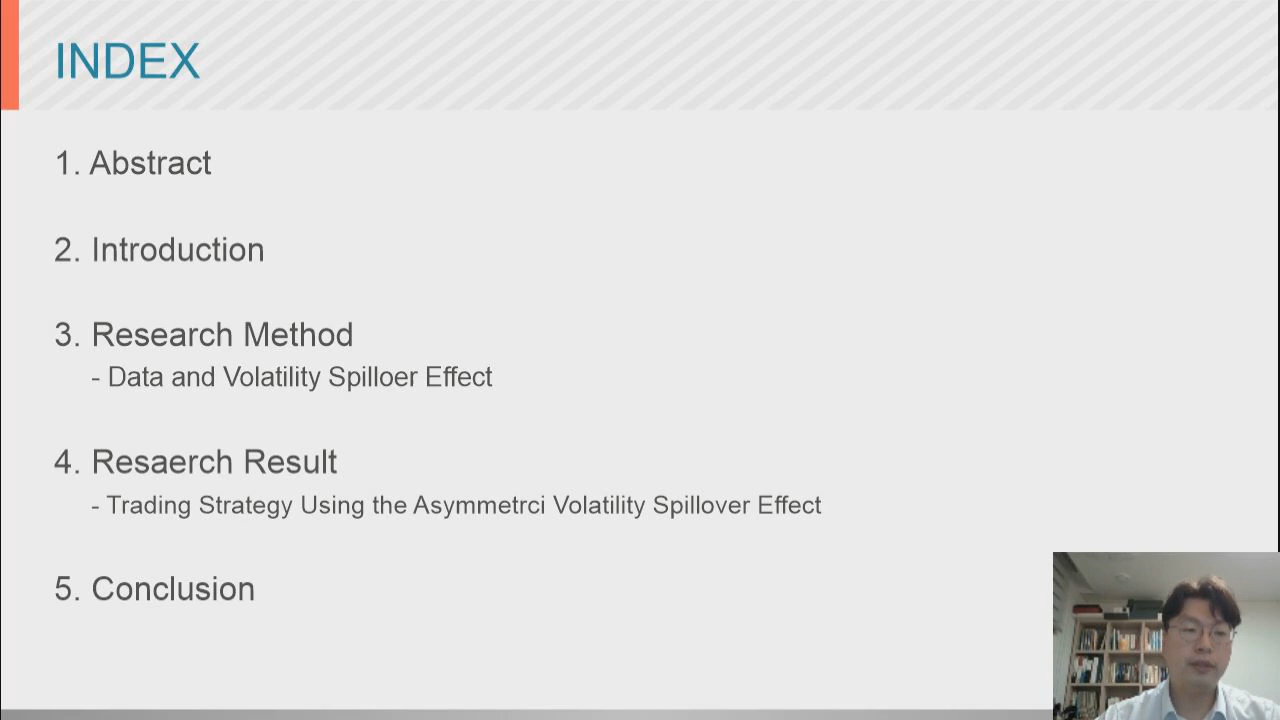 INDEX
1. Abstract
2. Introduction
3. Research Method
- Data and Volatility Spilloer Effect
4. Resaerch Result
- Trading Strategy Using the Asymmetrci Volatility Spillover Effect
5. Conclusion